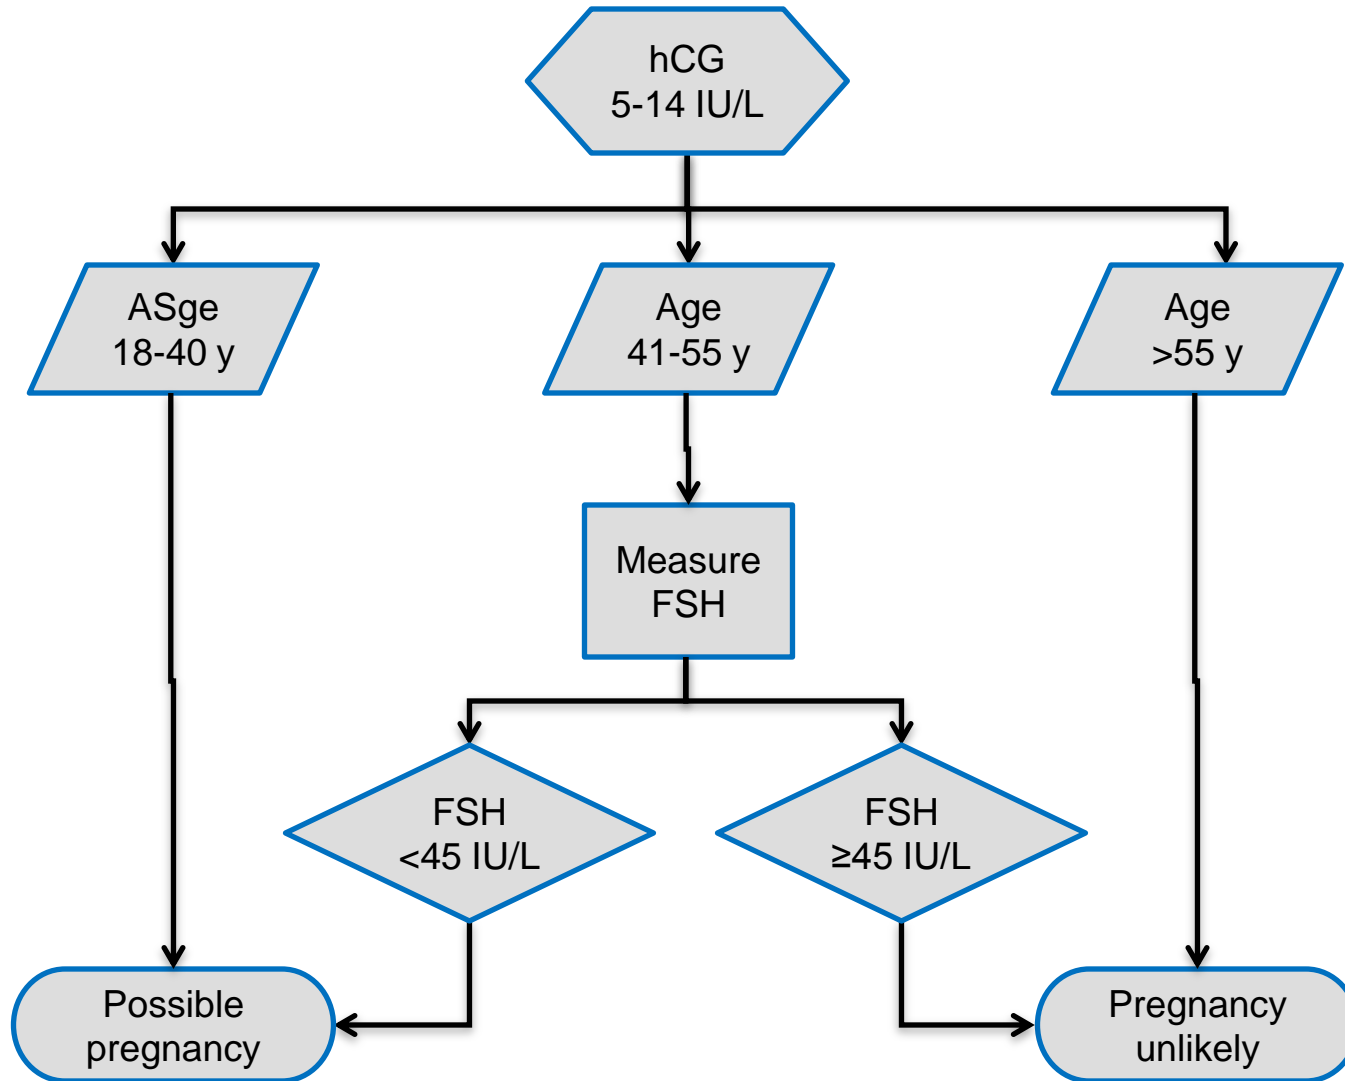 hCG
5-14 IU/L
ASge
18-40 y
Age
41-55 y
Age
>55 y
Measure
FSH
FSH
<45 IU/L
FSH
≥45 IU/L
Possible
pregnancy
Pregnancy
unlikely